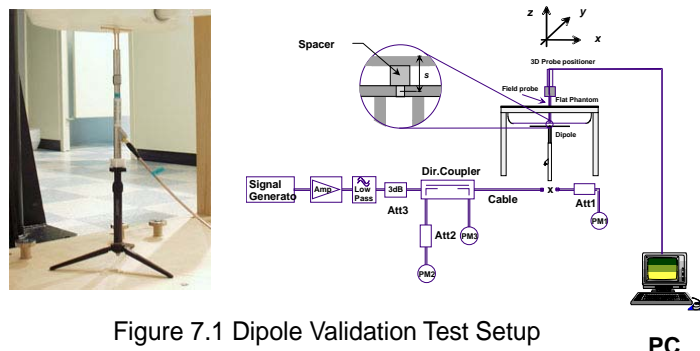 z
y
x
Spacer
s
3D Probe positioner
Field probe
Flat Phantom
Dipole
Signal
Generato
Amp
Low
Pass
3dB
Att3
Dir.Coupler
Cable
x
Att1
PM1
Att2
PM3
PM2
PC
Figure 7.1 Dipole Validation Test Setup